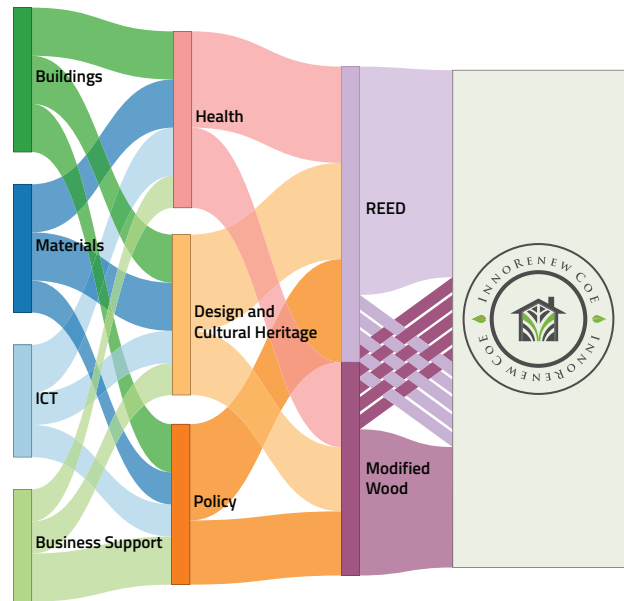 Buildings
Health
REED
Materials
Design and
Cultural Heritage
ICT
Modified
Wood
Policy
Business Support
INNORENEW COE
INNORENEW COE